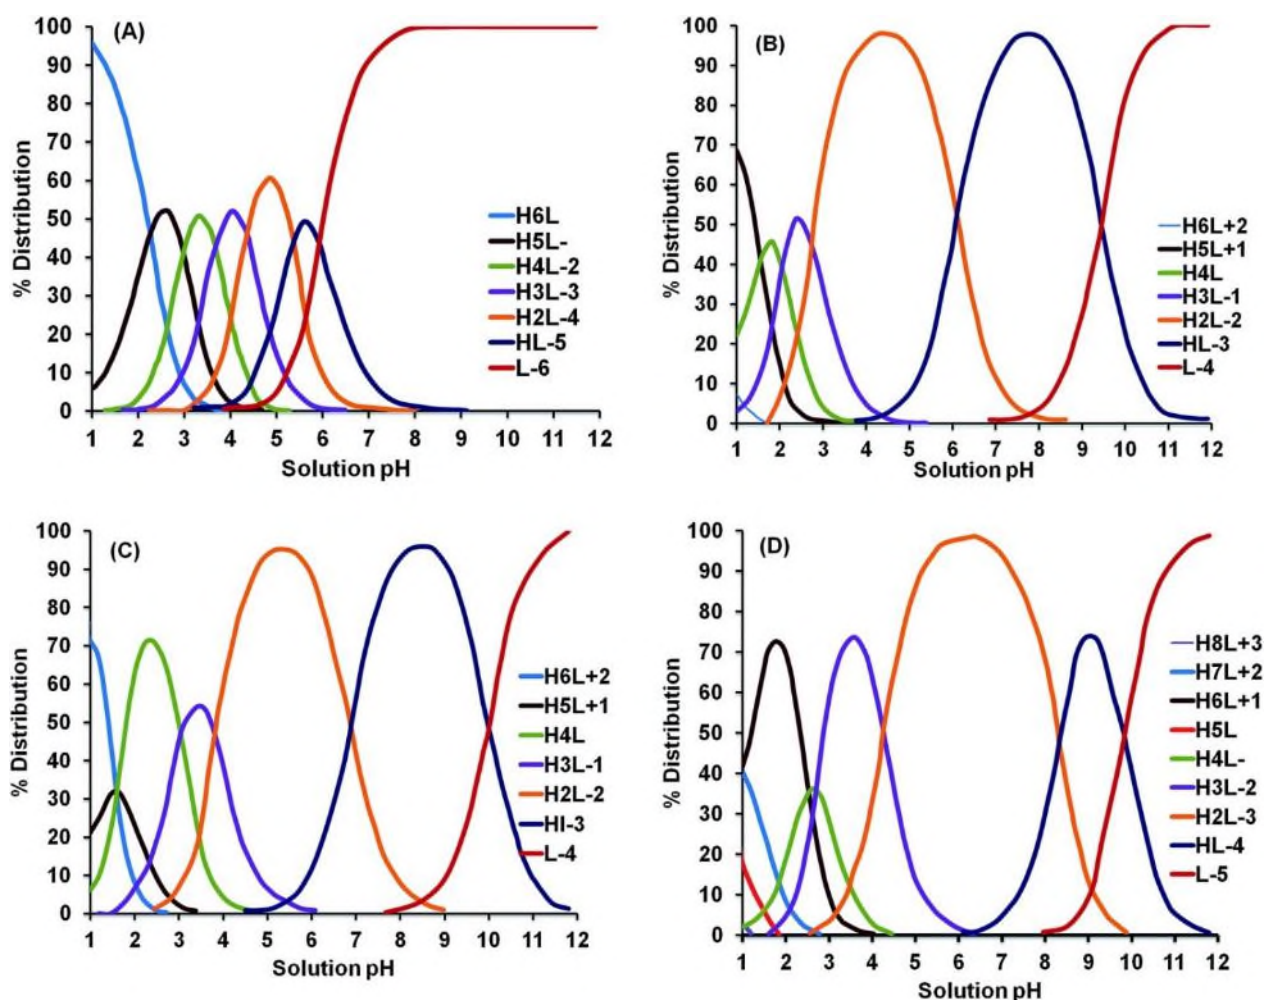 (A)
100
90
80
70
60
50
40
30
20
10
0
% Distribution
H6L
H5L-
H4L-2
H3L-3
H2L-4
HL-5
L-6
1 2 3 4 5 6 7 8 9 10 11 12
Solution pH
(B)
100
90
80
70
60
50
40
30
20
10
0
% Distribution
H6L+2
H5L+1
H4L
H3L-1
H2L-2
HL-3
L-4
1 2 3 4 5 6 7 8 9 10 11 12
Solution pH
(C)
100
90
80
70
60
50
40
30
20
10
0
% Distribution
H6L+2
H5L+1
H4L
H3L-1
H2L-2
Hl-3
L-4
1 2 3 4 5 6 7 8 9 10 11 12
Solution pH
(D)
100
90
80
70
60
50
40
30
20
10
0
% Distribution
H8L+3
H7L+2
H6L+1
H5L
H4L-
H3L-2
H2L-3
HL-4
L-5
1 2 3 4 5 6 7 8 9 10 11 12
Solution pH